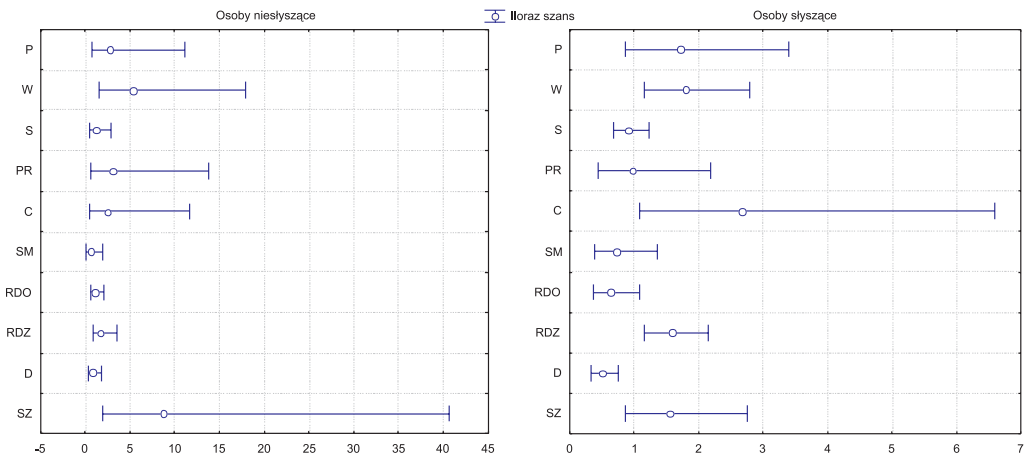 Osoby niesłyszące
Iloraz szans
Osoby słyszące
P
W
S
PR
C
SM
RDO
RDZ
D
SZ
-5 0 5 10 15 20 25 30 35 40 45
P
W
S
PR
C
SM
RDO
RDZ
D
SZ
0 1 2 3 4 5 6 7